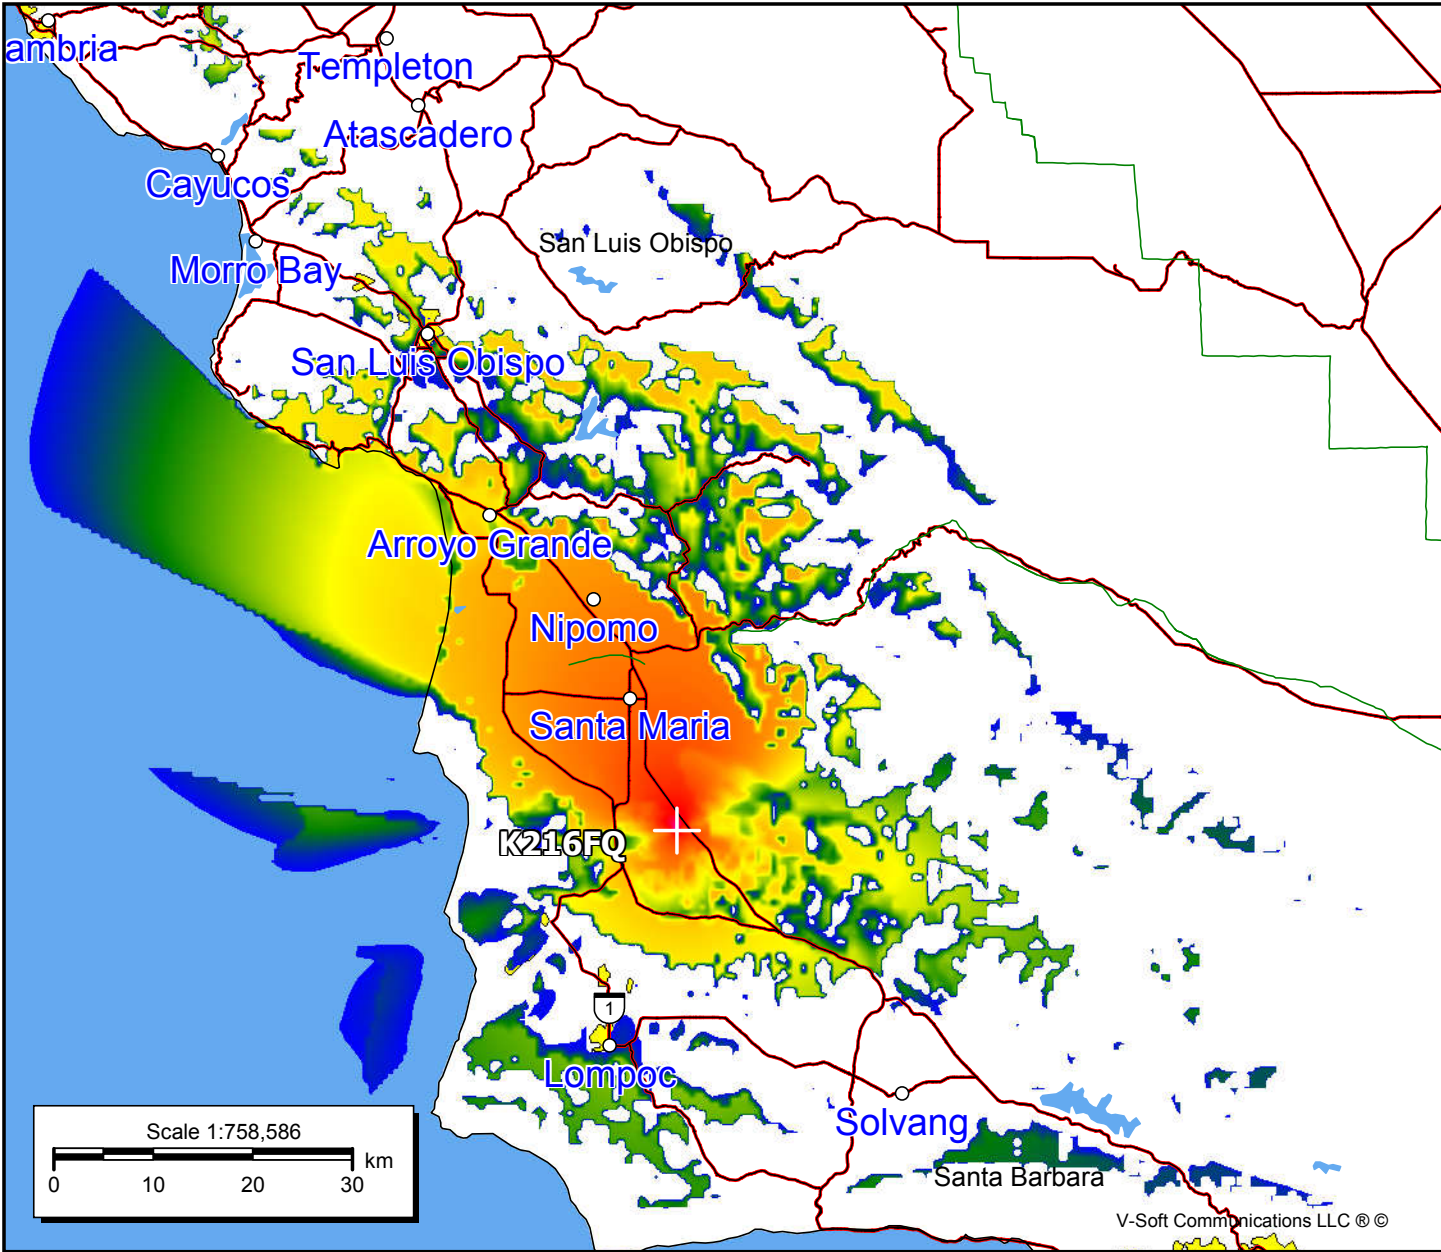 ambria
Templeton
Atascadero
Cayucos
San Luis Obispo
Morro Bay
San Luis Obispo
Arroyo Grande
Nipomo
Santa Maria
K216FQ
1
Lompoc
Solvang
Santa Barbara
Scale 1:758,586
km
0 10 20 30
V-Soft Communications LLC ® ©